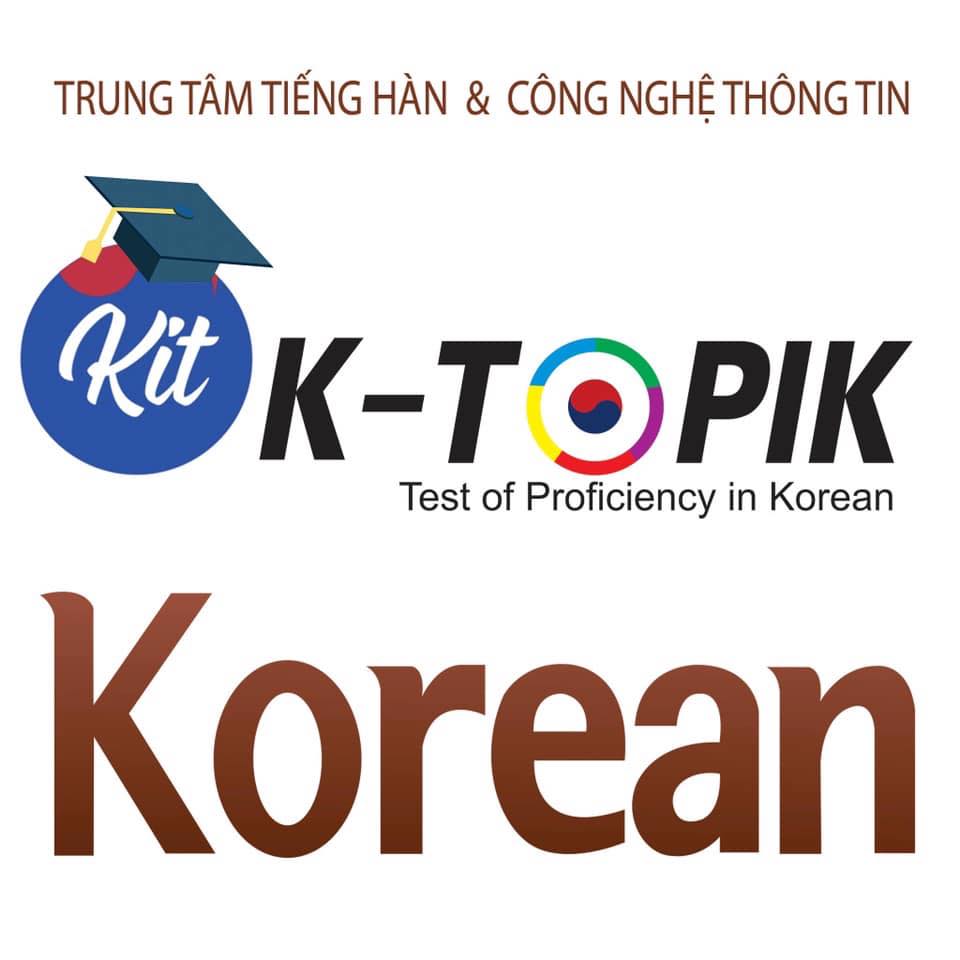 TRUNG TÂM TIẾNG HÀN & CÔNG NGHỆ THÔNG TIN
Kit
K-TOPIK
Test of Proficiency in Korean
Korean